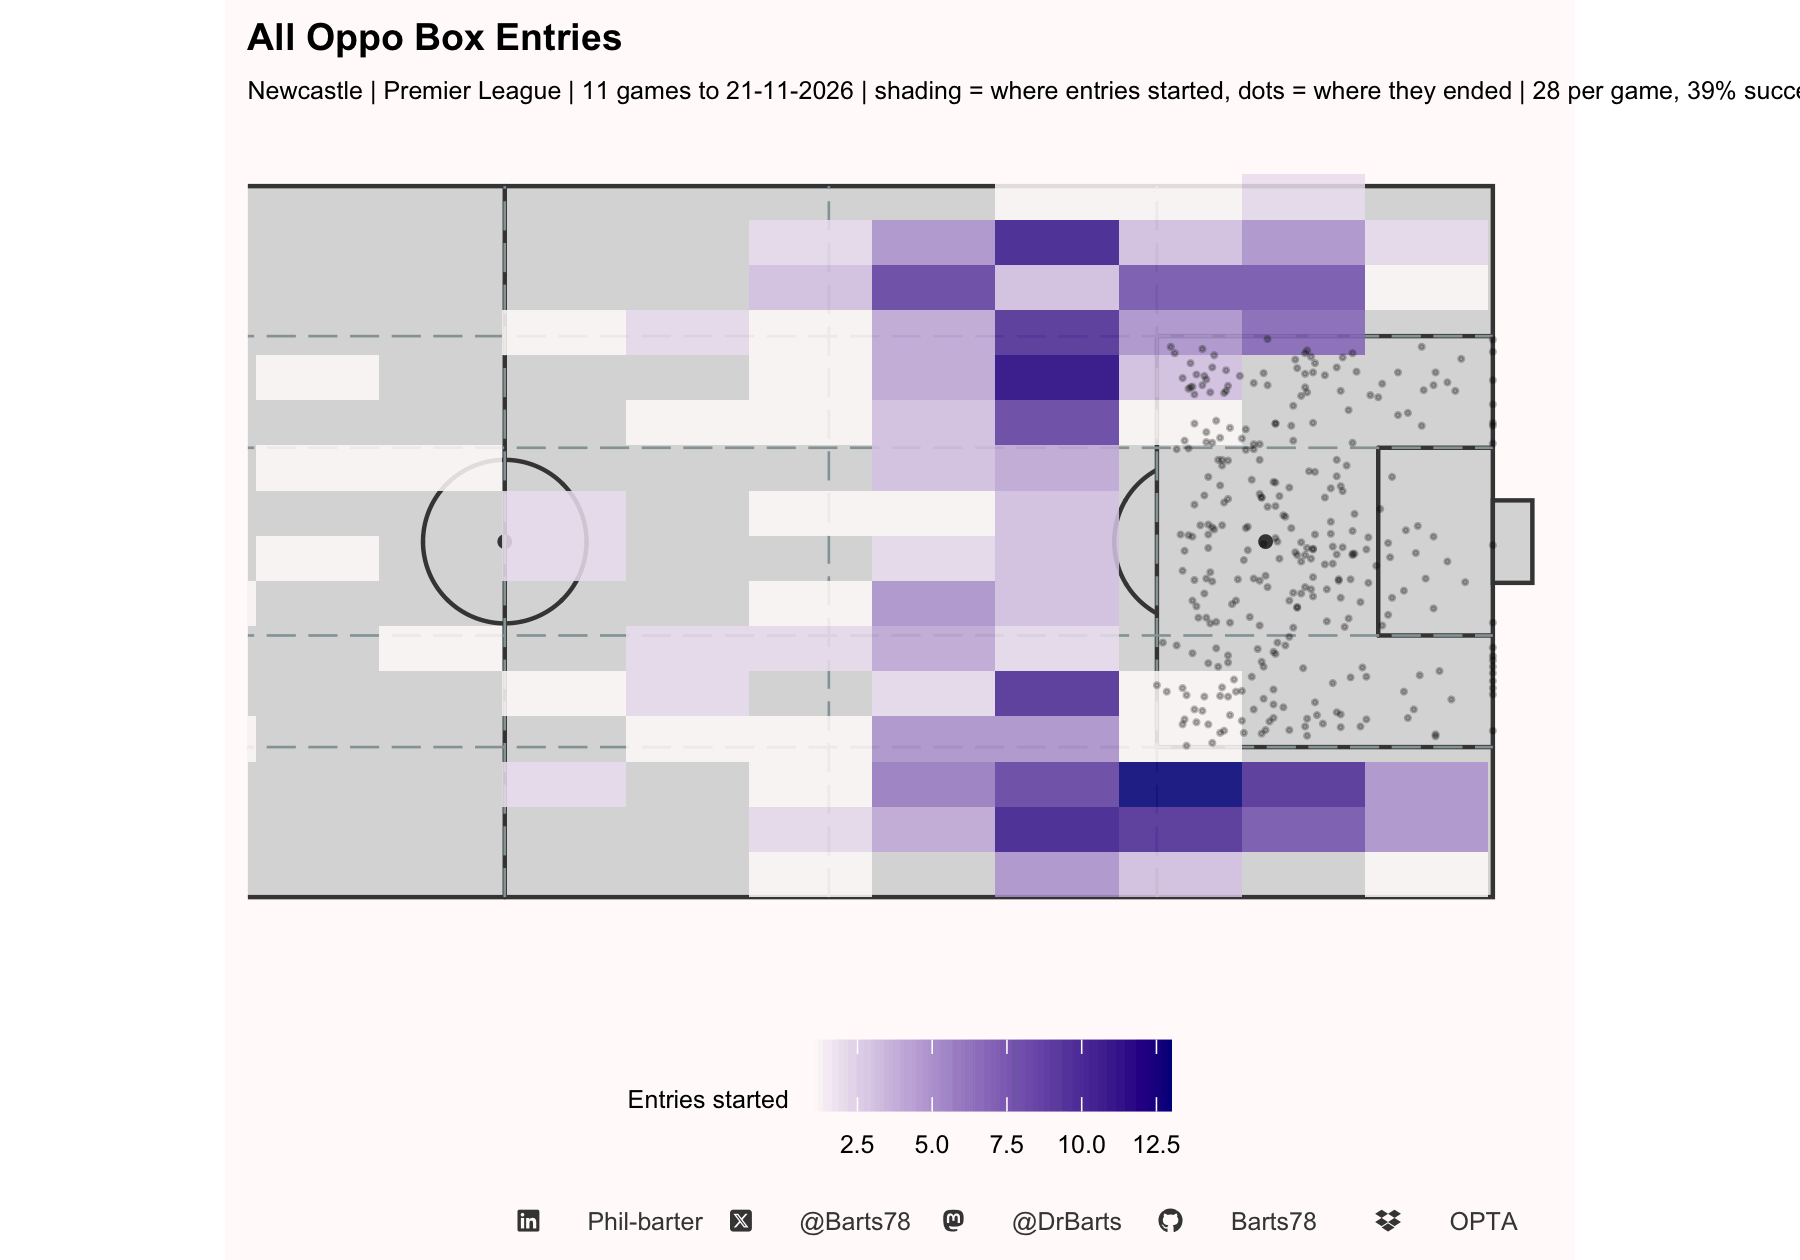 All Oppo Box Entries
Newcastle | Premier League | 11 games to 21-11-2026 | shading = where entries started, dots = where they ended | 28 per game, 39% succe
Entries started
2.5 5.0 7.5 10.0 12.5
Phil-barter @Barts78 @DrBarts Barts78 OPTA